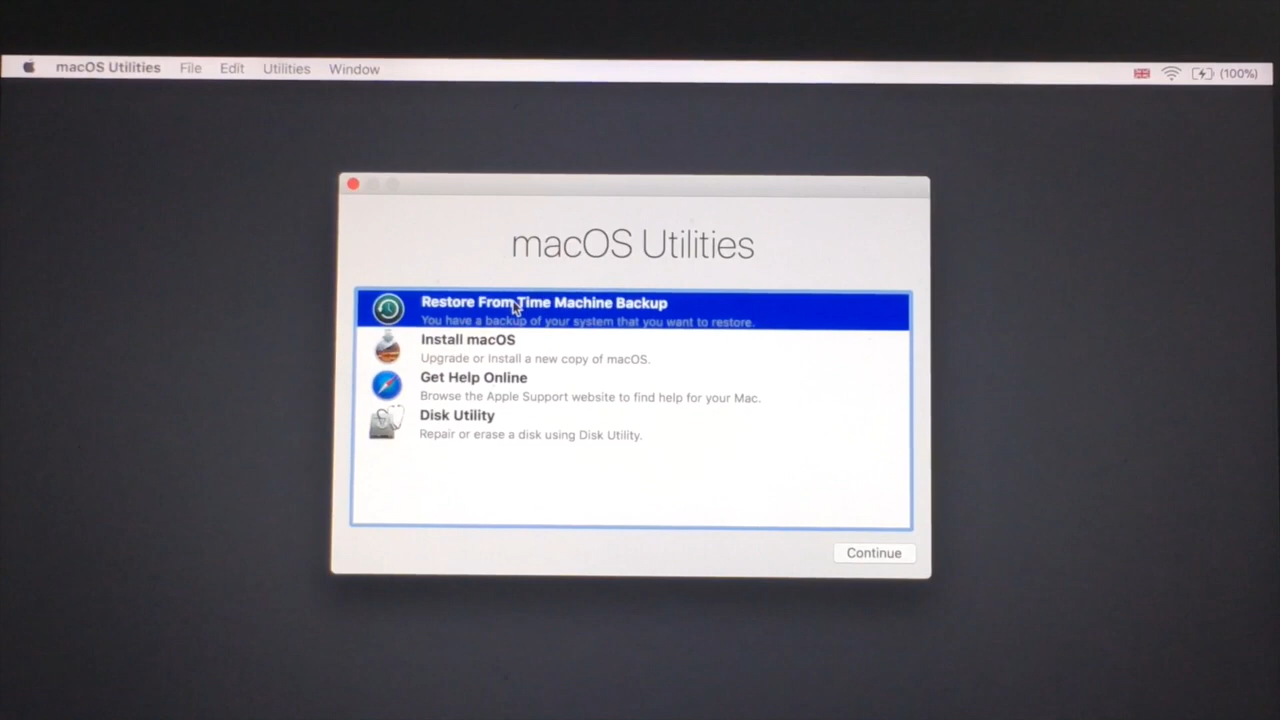 macOS Utilities File Edit Utilities Window (100%)
macOS Utilities
Restore From Time Machine Backup
You have a backup of your system that you want to restore.
Install macOS
Upgrade or Install a new copy of macOS.
Get Help Online
Browse the Apple Support website to find help for your Mac.
Disk Utility
Repair or erase a disk using Disk Utility.
Continue